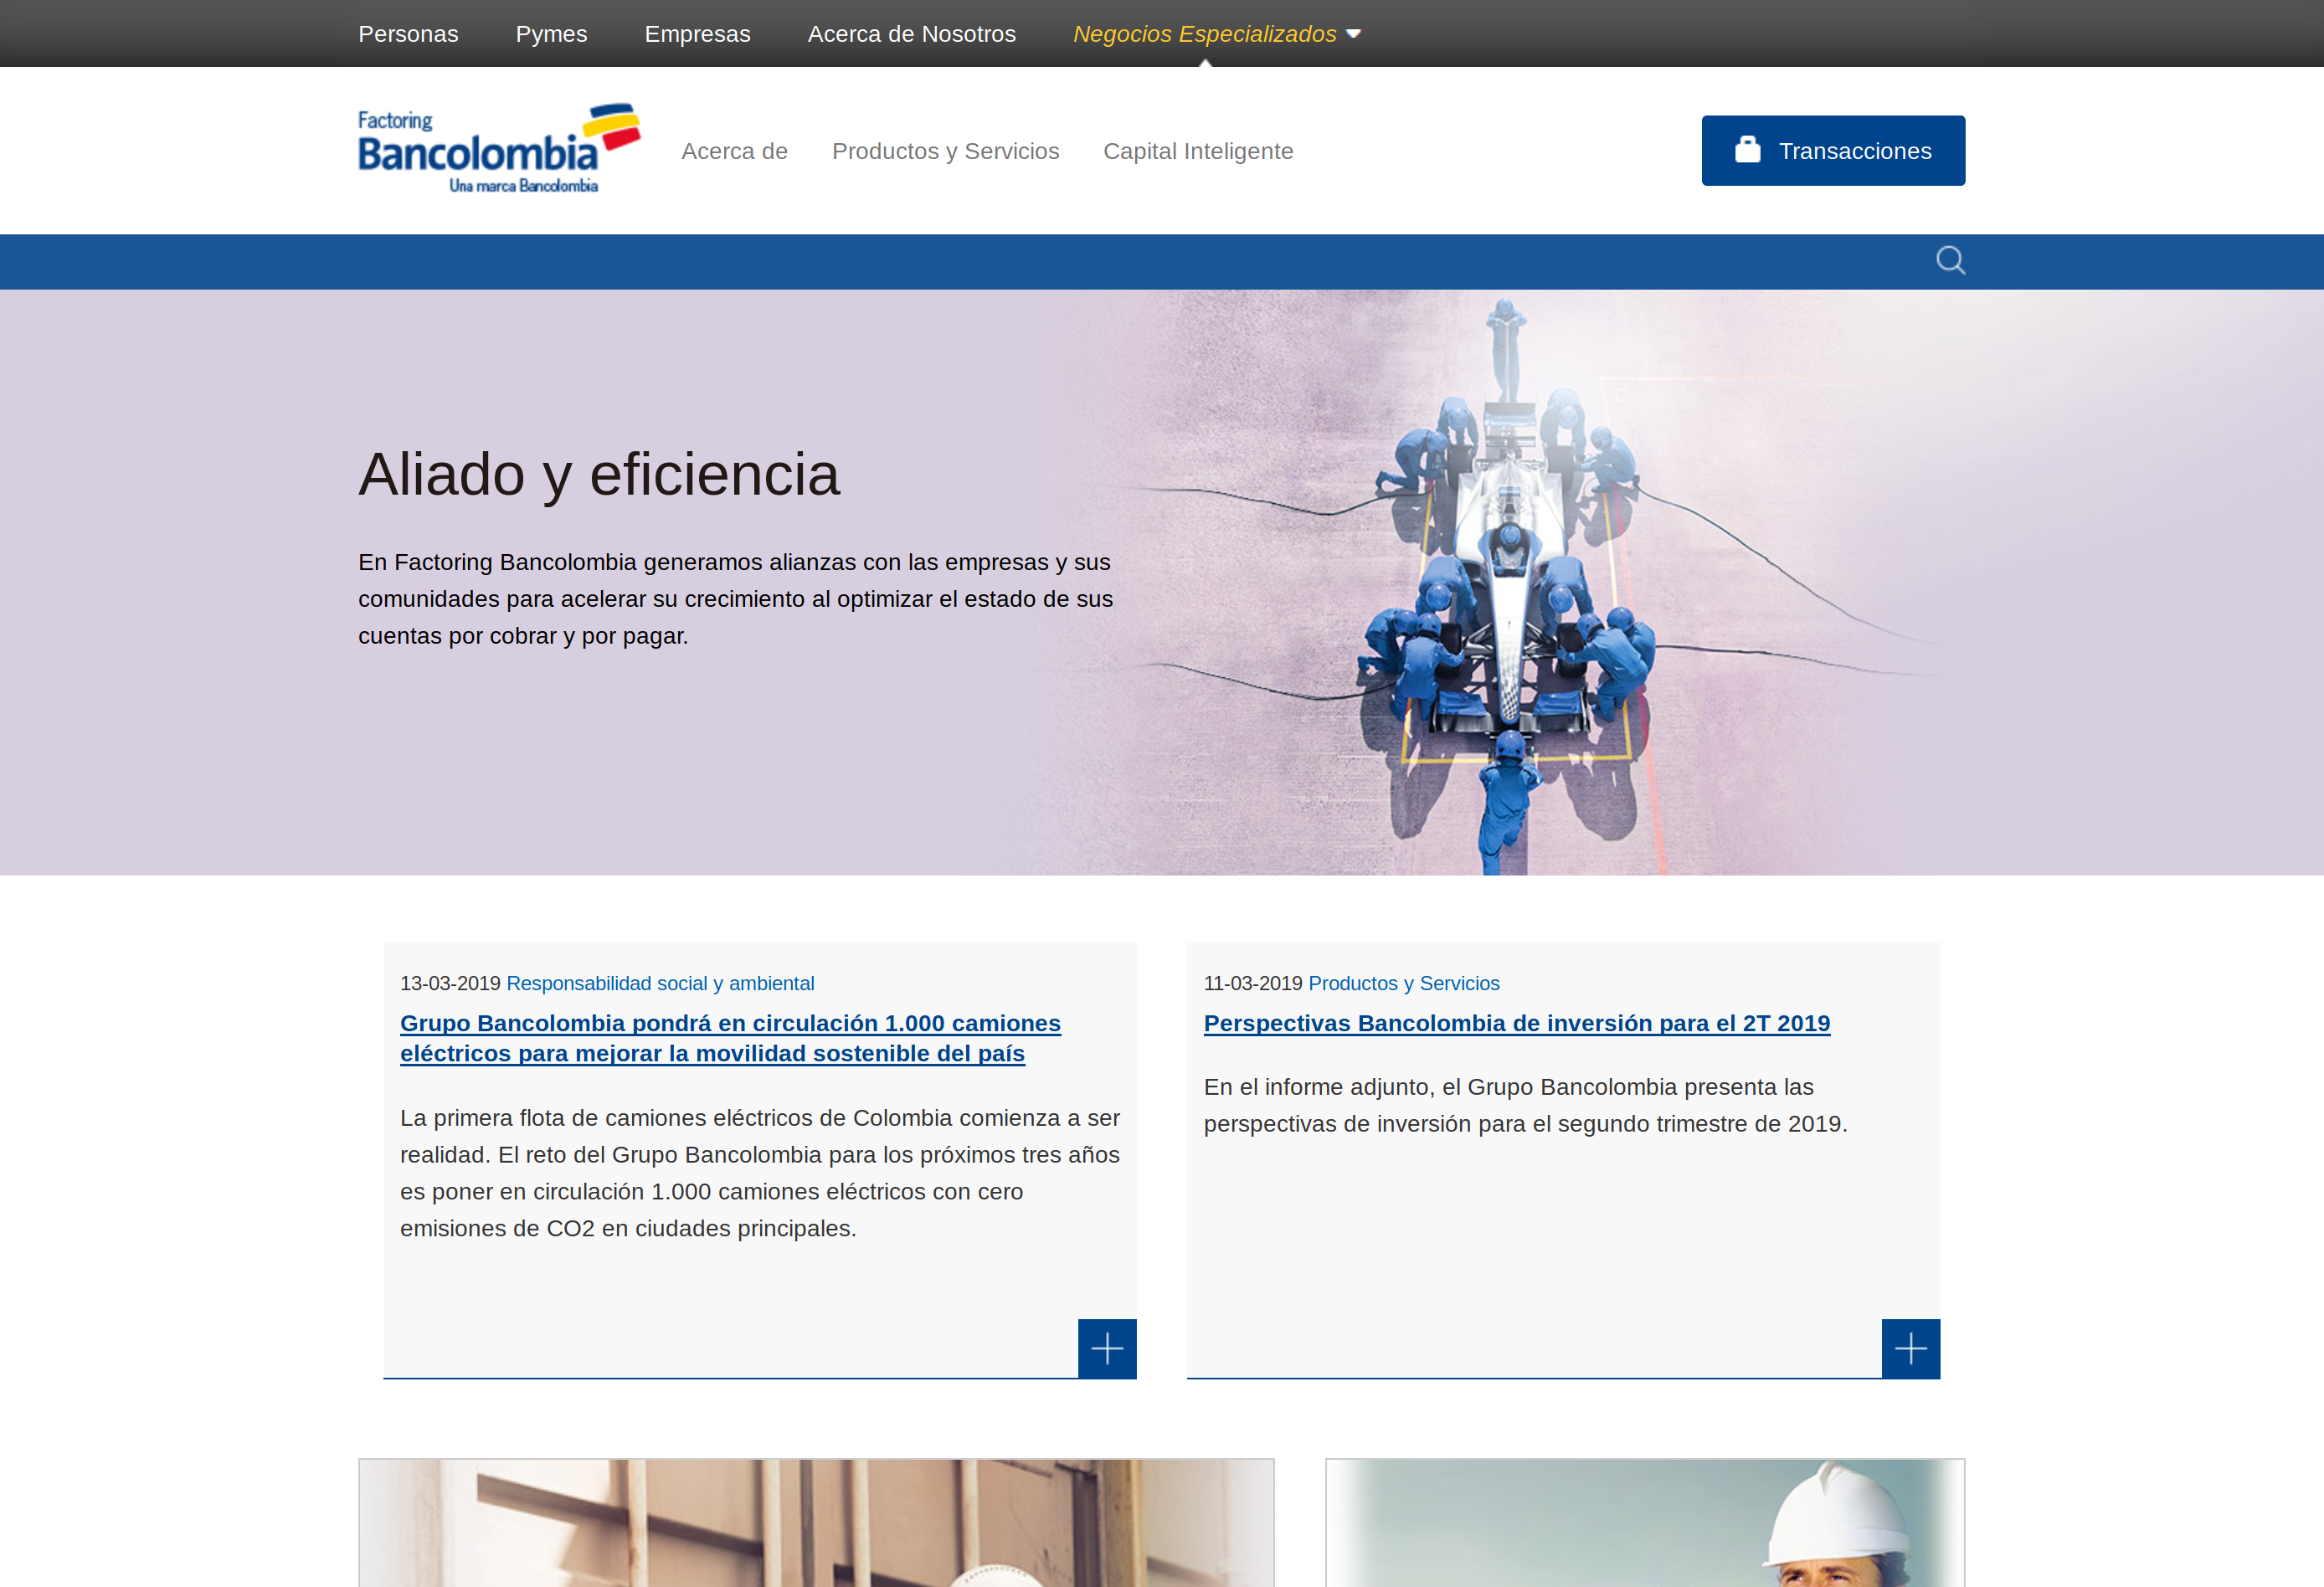 Personas
Pymes
Empresas
Acerca de Nosotros
Negocios Especializados
Factoring
Bancolombia
Una marca Bancolombia
Acerca de
Productos y Servicios
Capital Inteligente
Transacciones
Aliado y eficiencia
En Factoring Bancolombia generamos alianzas con las empresas y sus
comunidades para acelerar su crecimiento al optimizar el estado de sus
cuentas por cobrar y por pagar.
13-03-2019 Responsabilidad social y ambiental
Grupo Bancolombia pondrá en circulación 1.000 camiones
eléctricos para mejorar la movilidad sostenible del país
La primera flota de camiones eléctricos de Colombia comienza a ser
realidad. El reto del Grupo Bancolombia para los próximos tres años
es poner en circulación 1.000 camiones eléctricos con cero
emisiones de CO2 en ciudades principales.
11-03-2019 Productos y Servicios
Perspectivas Bancolombia de inversión para el 2T 2019
En el informe adjunto, el Grupo Bancolombia presenta las
perspectivas de inversión para el segundo trimestre de 2019.